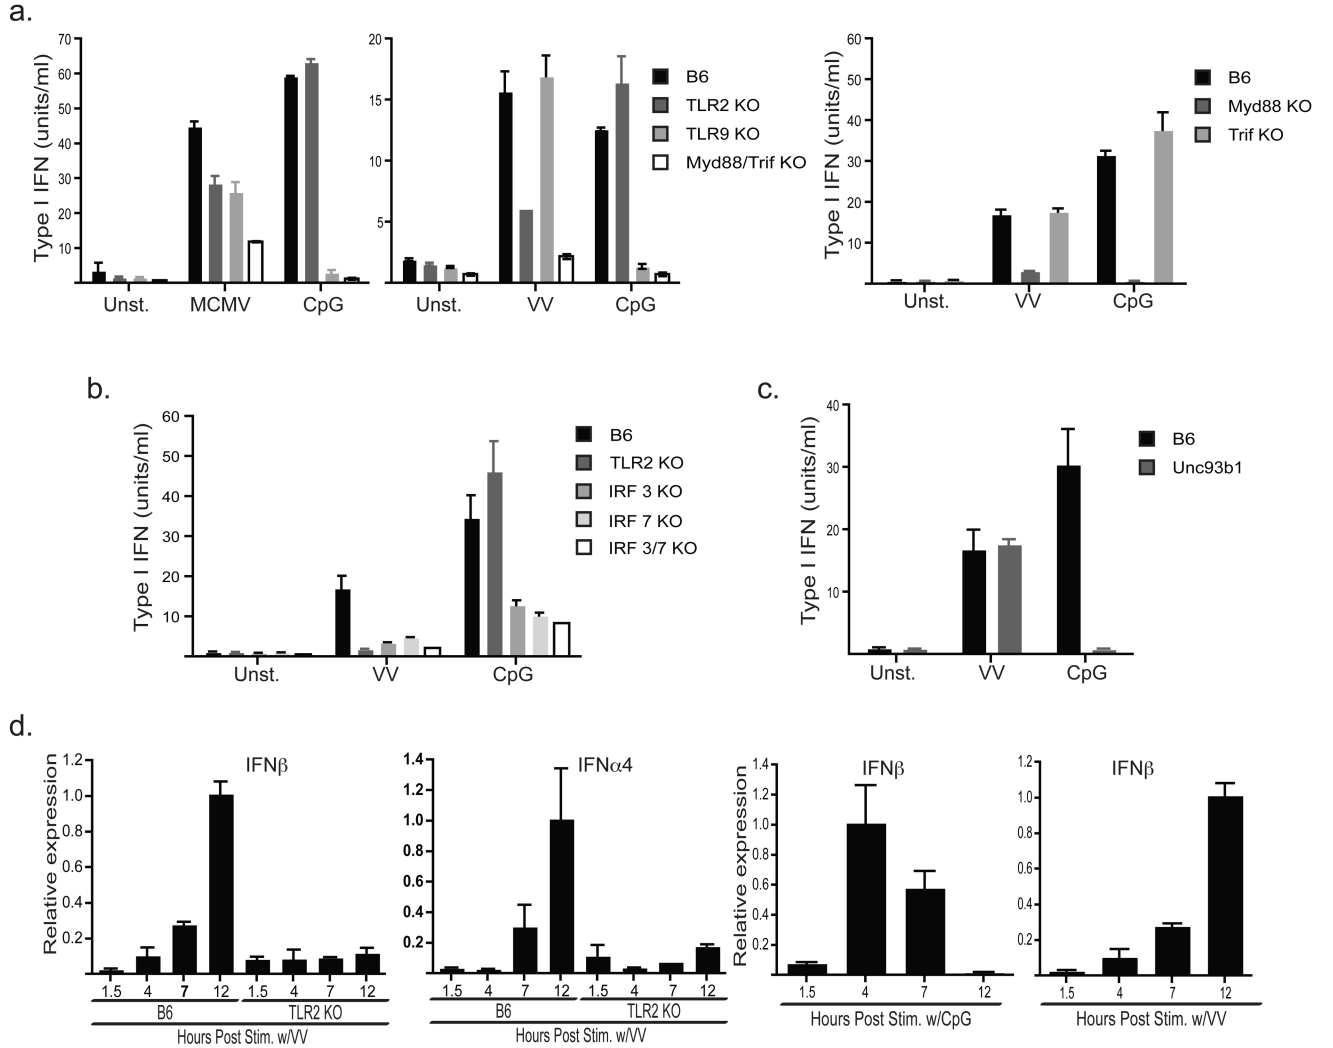 a.
Type I IFN (units/ml)
70
60
50
40
30
20
10
Unst. MCMV CpG
20
15
10
5
Unst. VV CpG
B6
TLR2 KO
TLR9 KO
Myd88/Trif KO
Type I IFN (units/ml)
60
50
40
30
20
10
Unst. VV CpG
B6
Myd88 KO
Trif KO
b.
Type I IFN (units/ml)
60
50
40
30
20
10
Unst. VV CpG
B6
TLR2 KO
IRF 3 KO
IRF 7 KO
IRF 3/7 KO
c.
Type I IFN (units/ml)
40
30
20
10
Unst. VV CpG
B6
Unc93b1
d.
Relative expression
IFNβ
1.2
1.0
0.8
0.6
0.4
0.2
1.5 4 7 12 1.5 4 7 12
B6 TLR2 KO
Hours Post Stim. w/VV
IFNα4
1.4
1.2
1.0
0.8
0.6
0.4
0.2
1.5 4 7 12 1.5 4 7 12
B6 TLR2 KO
Hours Post Stim. w/VV
Relative expression
IFNβ
1.4
1.2
1.0
0.8
0.6
0.4
0.2
1.5 4 7 12
Hours Post Stim. w/CpG
IFNβ
1.2
1.0
0.8
0.6
0.4
0.2
1.5 4 7 12
Hours Post Stim. w/VV